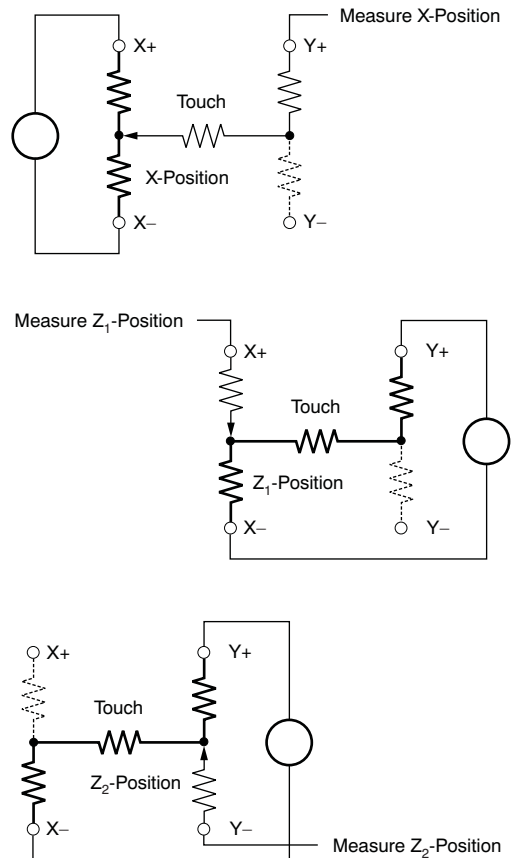 Measure X-Position
X+
Y+
Touch
X-Position
X–
Y–
Measure Z₁-Position
X+
Y+
Touch
Z₁-Position
X–
Y–
X+
Y+
Touch
Z₂-Position
X–
Y–
Measure Z₂-Position